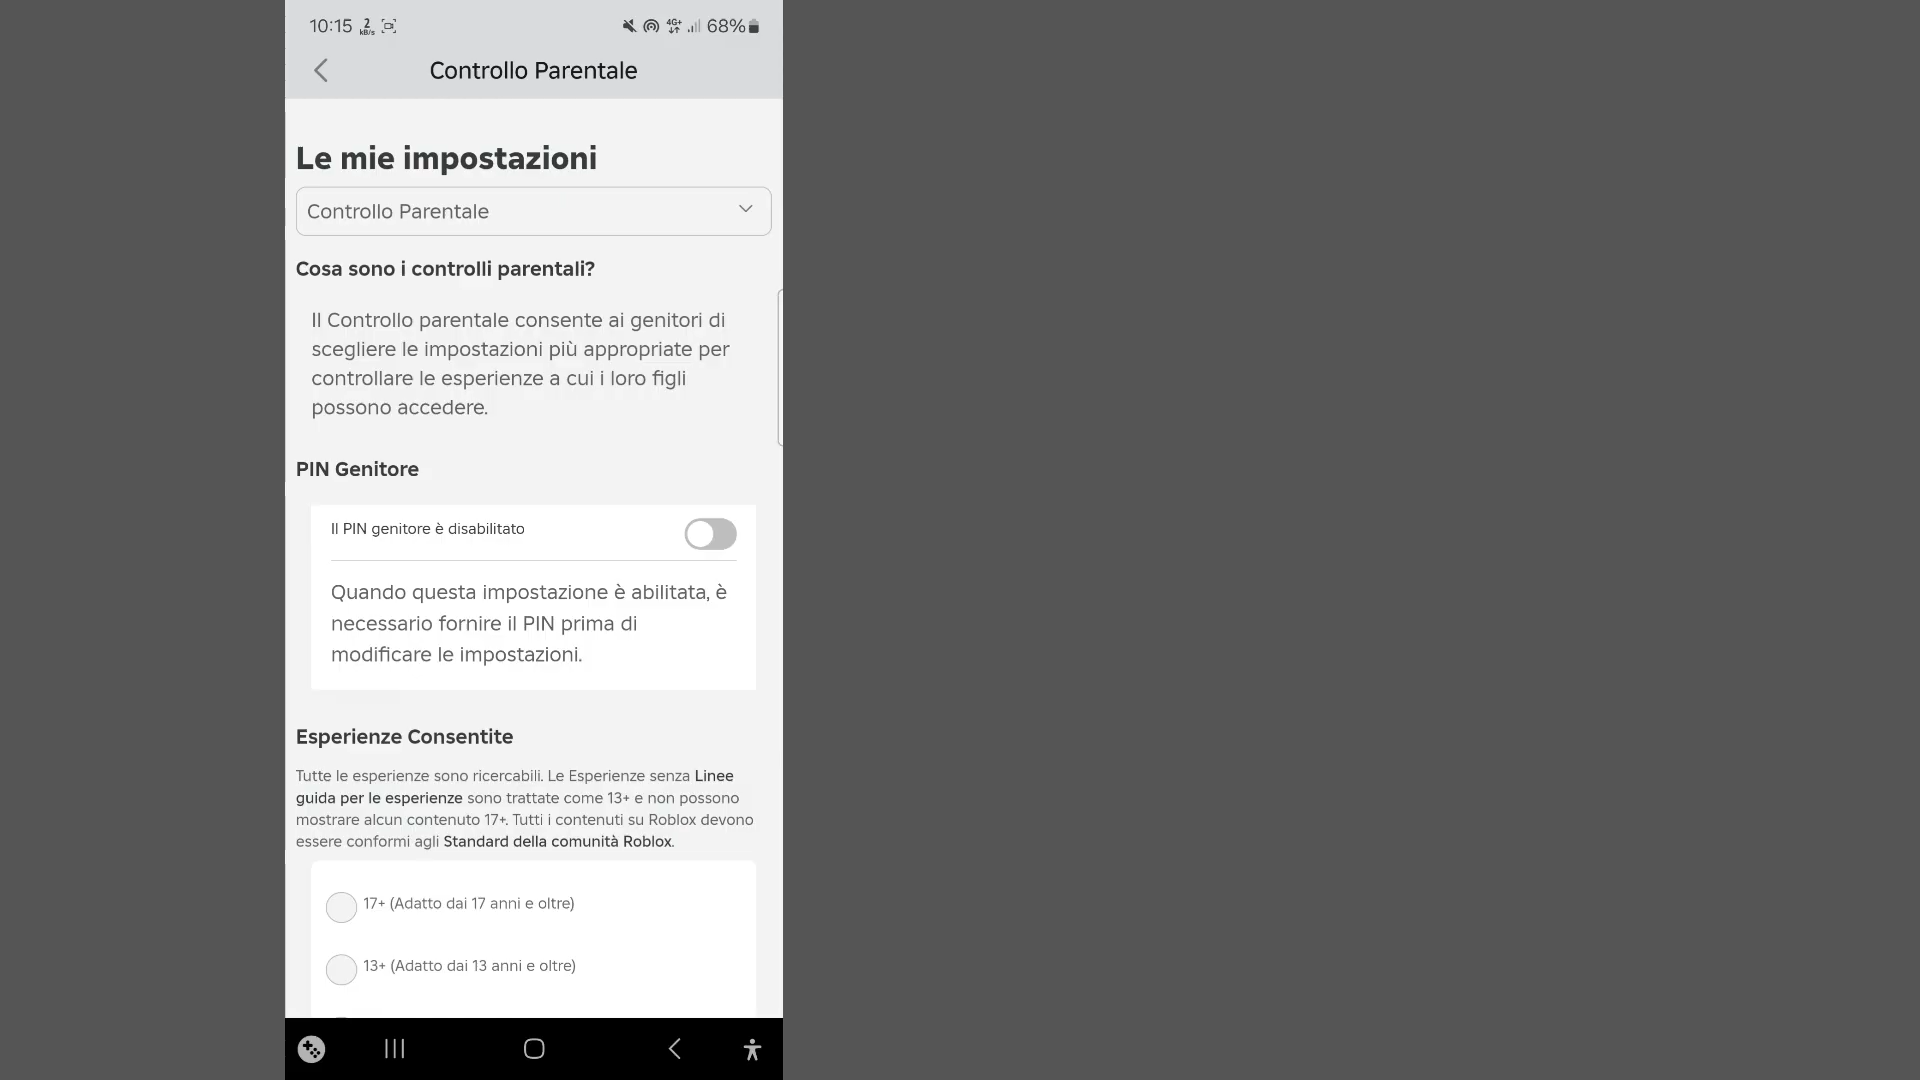 10:15 2 kB/s 4G+ 68%
Controllo Parentale
Le mie impostazioni
Controllo Parentale
Cosa sono i controlli parentali?
Il Controllo parentale consente ai genitori di
scegliere le impostazioni più appropriate per
controllare le esperienze a cui i loro figli
possono accedere.
PIN Genitore
Il PIN genitore è disabilitato
Quando questa impostazione è abilitata, è
necessario fornire il PIN prima di
modificare le impostazioni.
Esperienze Consentite
Tutte le esperienze sono ricercabili. Le Esperienze senza Linee
guida per le esperienze sono trattate come 13+ e non possono
mostrare alcun contenuto 17+. Tutti i contenuti su Roblox devono
essere conformi agli Standard della comunità Roblox.
17+ (Adatto dai 17 anni e oltre)
13+ (Adatto dai 13 anni e oltre)